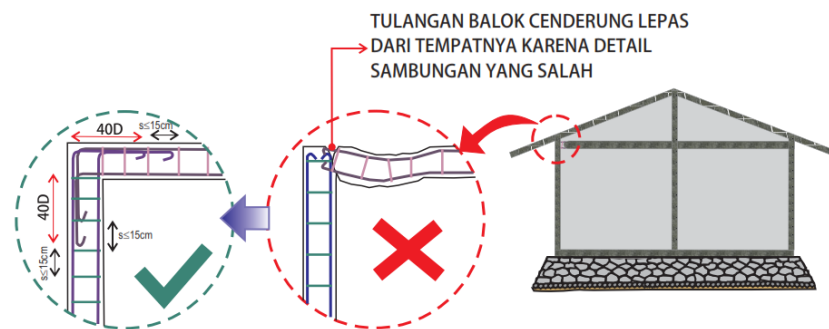 TULANGAN BALOK CENDERUNG LEPAS
DARI TEMPATNYA KARENA DETAIL
SAMBUNGAN YANG SALAH
s≤15cm
40D
40D
s≤15cm
s≤15cm